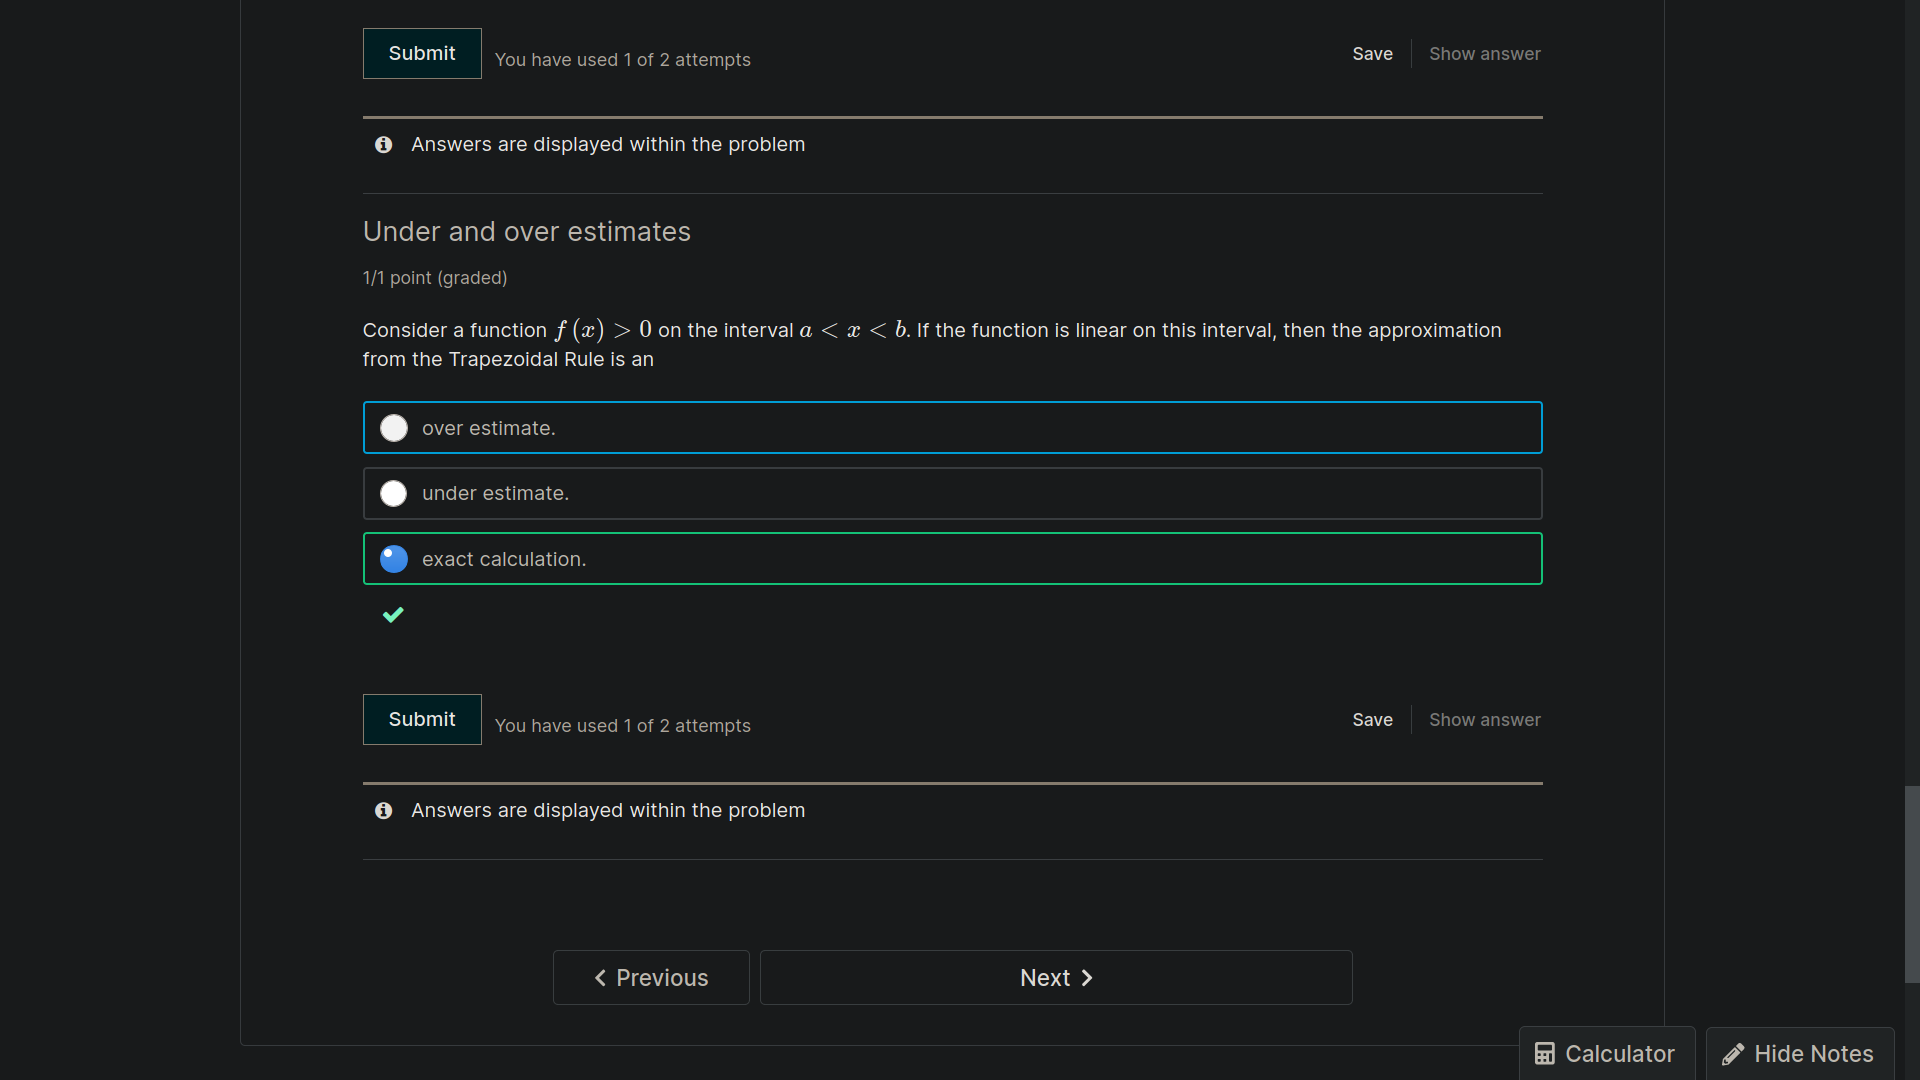 Submit You have used 1 of 2 attempts Save Show answer
Answers are displayed within the problem
Under and over estimates
1/1 point (graded)
Consider a function f (x) > 0 on the interval a < x < b. If the function is linear on this interval, then the approximation
from the Trapezoidal Rule is an
over estimate.
under estimate.
exact calculation.
Submit You have used 1 of 2 attempts Save Show answer
Answers are displayed within the problem
Previous Next
Calculator Hide Notes